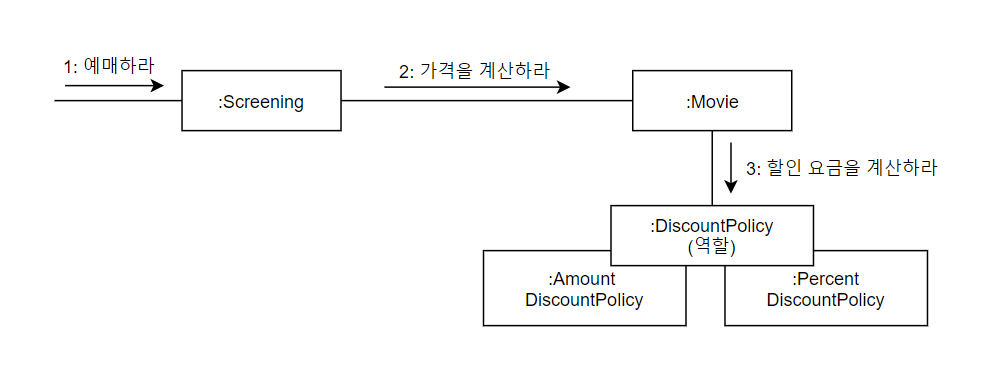 1: 예매하라
:Screening
2: 가격을 계산하라
:Movie
3: 할인 요금을 계산하라
:DiscountPolicy
(역할)
:Amount
DiscountPolicy
:Percent
DiscountPolicy